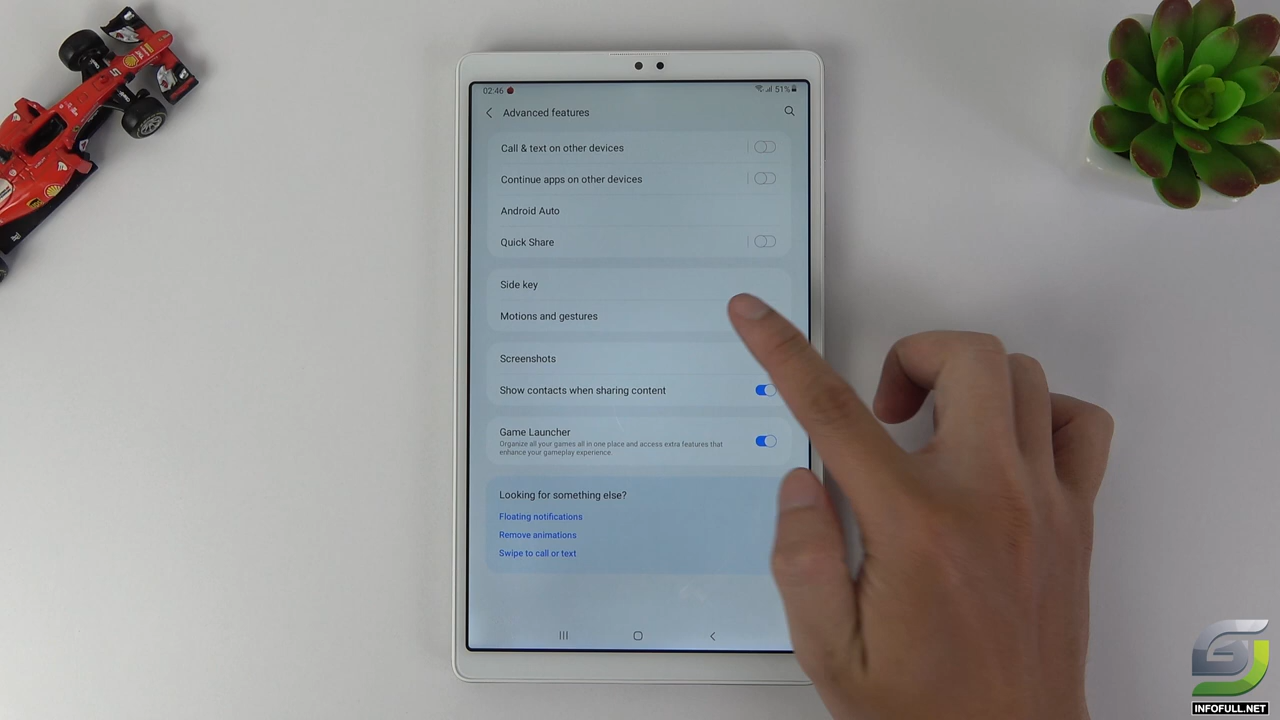 02:46
51%
Advanced features
Call & text on other devices
Continue apps on other devices
Android Auto
Quick Share
Side key
Motions and gestures
Screenshots
Show contacts when sharing content
Game Launcher
Organize all your games all in one place and access extra features that
enhance your gameplay experience.
Looking for something else?
Floating notifications
Remove animations
Swipe to call or text
INFOFULL.NET